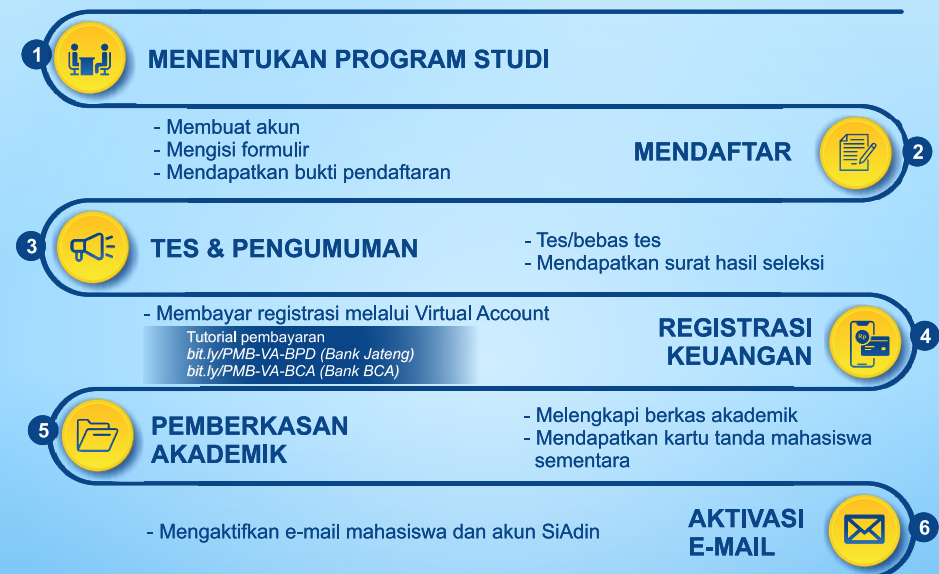 1
MENENTUKAN PROGRAM STUDI
- Membuat akun
- Mengisi formulir
- Mendapatkan bukti pendaftaran
MENDAFTAR
2
3
TES & PENGUMUMAN
- Tes/bebas tes
- Mendapatkan surat hasil seleksi
- Membayar registrasi melalui Virtual Account
Tutorial pembayaran
bit.ly/PMB-VA-BPD (Bank Jateng)
bit.ly/PMB-VA-BCA (Bank BCA)
REGISTRASI
KEUANGAN
Rp
4
5
PEMBERKASAN
AKADEMIK
- Melengkapi berkas akademik
- Mendapatkan kartu tanda mahasiswa
sementara
- Mengaktifkan e-mail mahasiswa dan akun SiAdin
AKTIVASI
E-MAIL
6